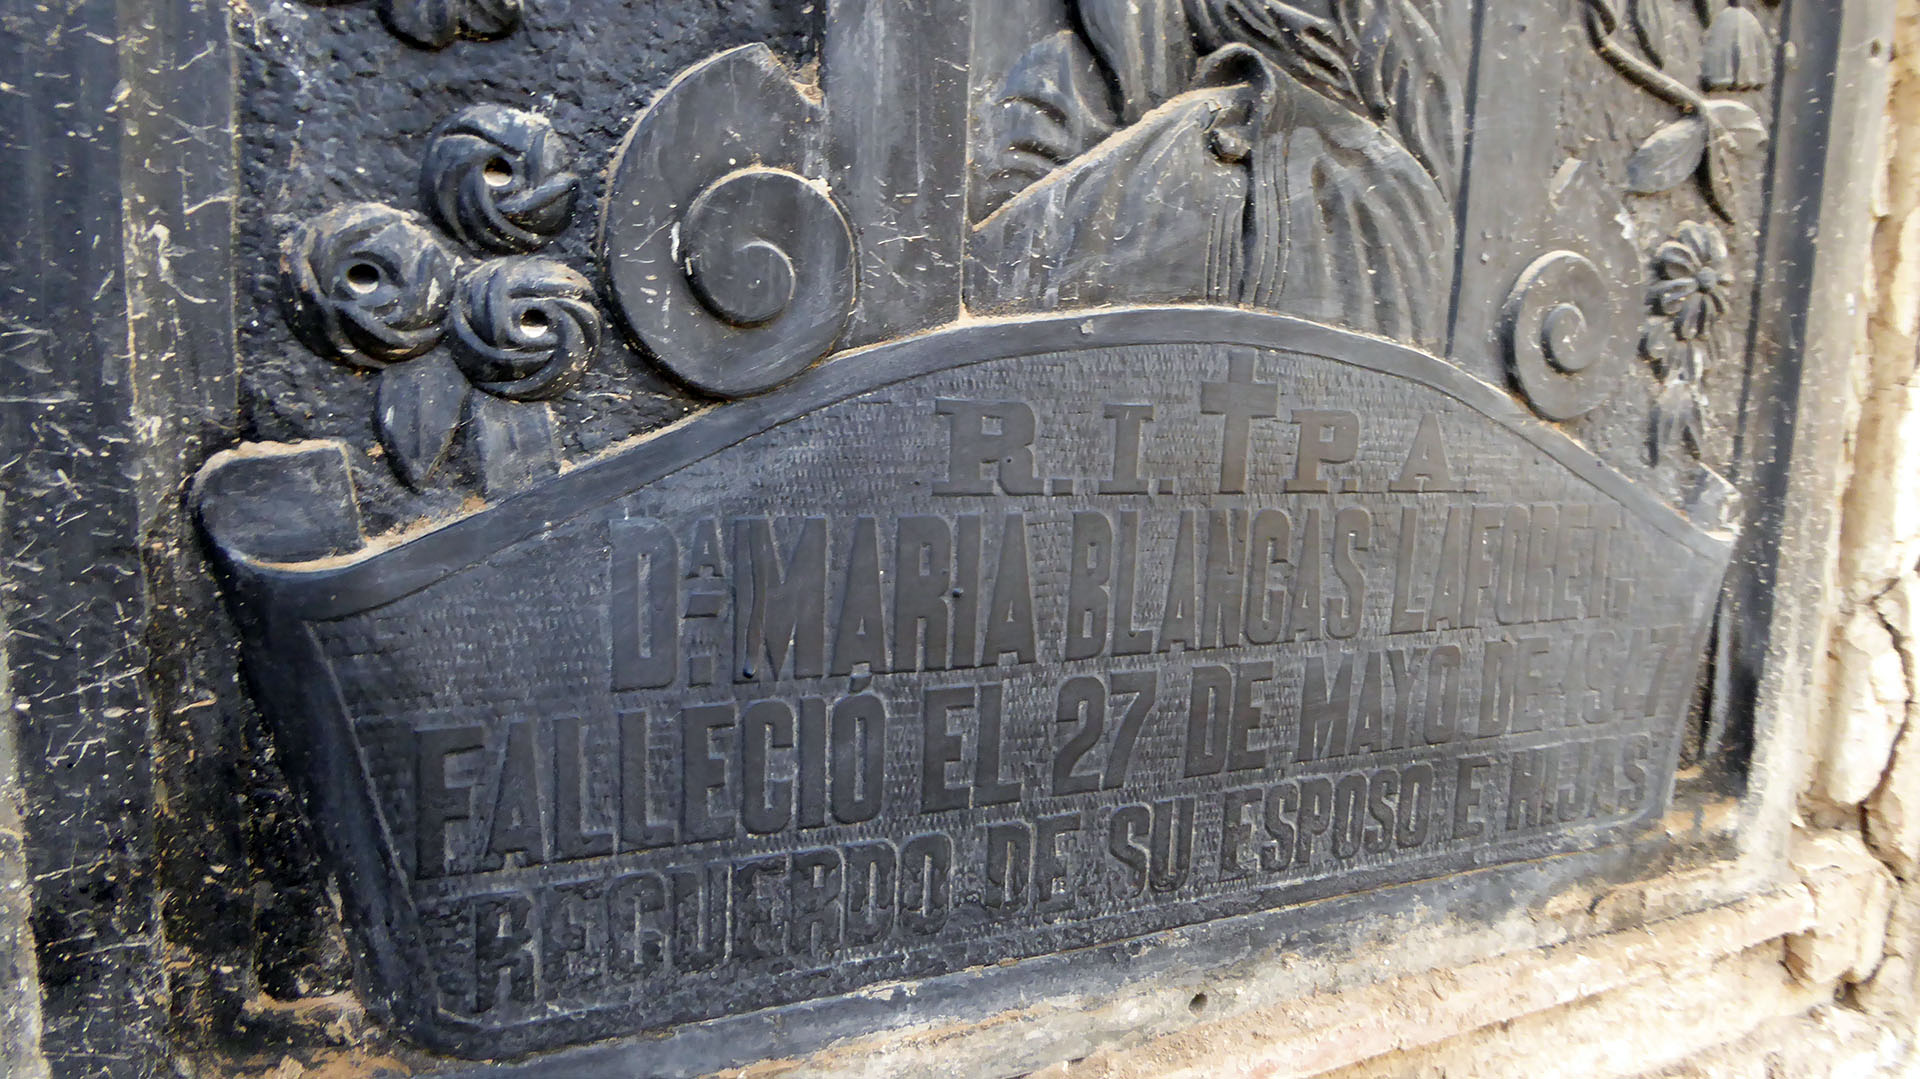 R.I.P.A.
Dª. MARIA BLANCAS LAFORET.
FALLECIÓ EL 27 DE MAYO DE 1947
RECUERDO DE SU ESPOSO E HIJAS